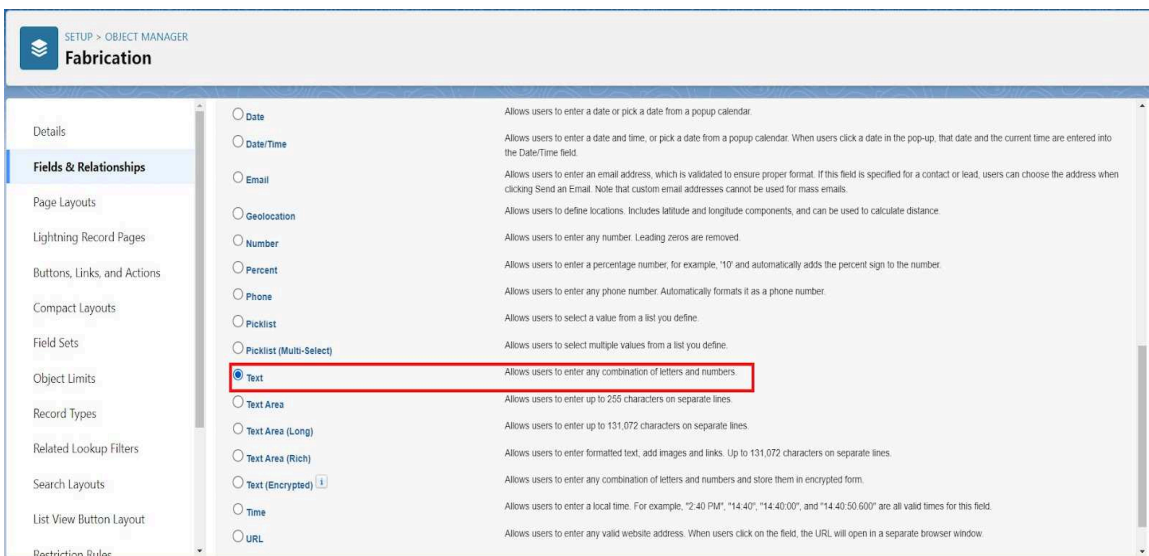 SETUP > OBJECT MANAGER
Fabrication
Details
Fields & Relationships
Page Layouts
Lightning Record Pages
Buttons, Links, and Actions
Compact Layouts
Field Sets
Object Limits
Record Types
Related Lookup Filters
Search Layouts
List View Button Layout
Restriction Rules
Date
Allows users to enter a date or pick a date from a popup calendar.
Date/Time
Allows users to enter a date and time, or pick a date from a popup calendar. When users click a date in the pop-up, that date and the current time are entered into
the Date/Time field.
Email
Allows users to enter an email address, which is validated to ensure proper format. If this field is specified for a contact or lead, users can choose the address when
clicking Send an Email. Note that custom email addresses cannot be used for mass emails.
Geolocation
Allows users to define locations. Includes latitude and longitude components, and can be used to calculate distance.
Number
Allows users to enter any number. Leading zeros are removed.
Percent
Allows users to enter a percentage number, for example, '10' and automatically adds the percent sign to the number.
Phone
Allows users to enter any phone number. Automatically formats it as a phone number.
Picklist
Allows users to select a value from a list you define.
Picklist (Multi-Select)
Allows users to select multiple values from a list you define.
Text
Allows users to enter any combination of letters and numbers.
Text Area
Allows users to enter up to 255 characters on separate lines.
Text Area (Long)
Allows users to enter up to 131,072 characters on separate lines.
Text Area (Rich)
Allows users to enter formatted text, add images and links. Up to 131,072 characters on separate lines.
Text (Encrypted) i
Allows users to enter any combination of letters and numbers and store them in encrypted form.
Time
Allows users to enter a local time. For example, "2:40 PM", "14:40", "14:40:00", and "14:40:50.600" are all valid times for this field.
URL
Allows users to enter any valid website address. When users click on the field, the URL will open in a separate browser window.